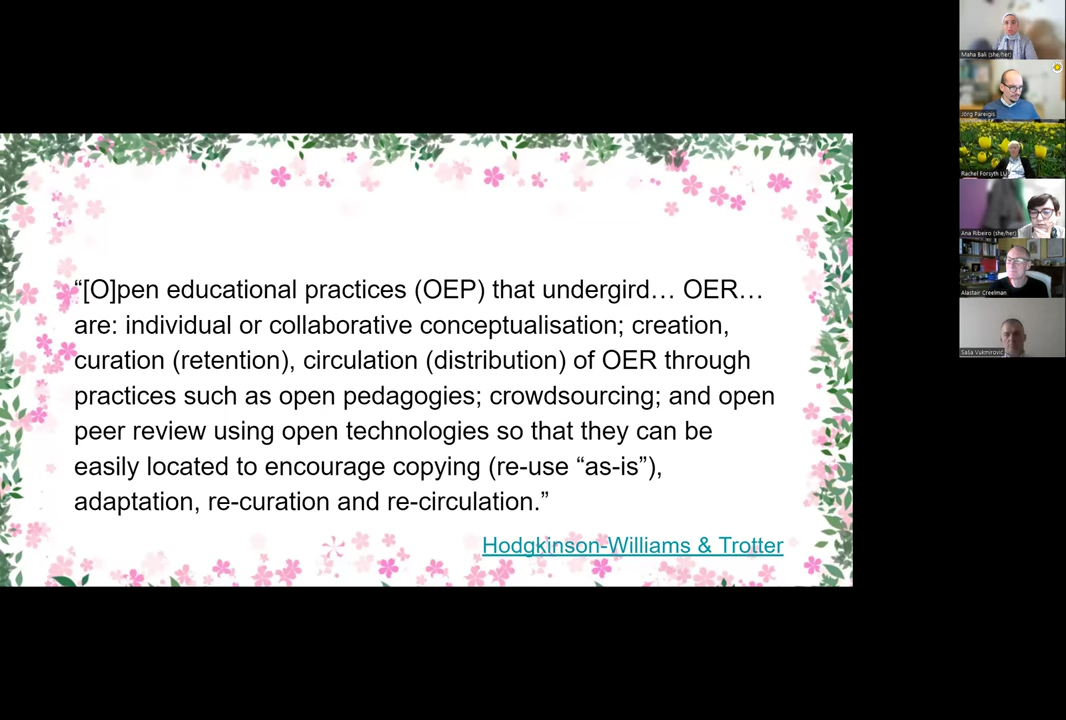 “[O]pen educational practices (OEP) that undergird… OER…
are: individual or collaborative conceptualisation; creation,
curation (retention), circulation (distribution) of OER through
practices such as open pedagogies; crowdsourcing; and open
peer review using open technologies so that they can be
easily located to encourage copying (re-use “as-is”),
adaptation, re-curation and re-circulation.”
Hodgkinson-Williams & Trotter
Maha Bali (she/her)
Jörg Pareigis
Rachel Forsyth LU
Ana Ribeiro (she/her)
Alastair Creelman
Saša Vukmirović